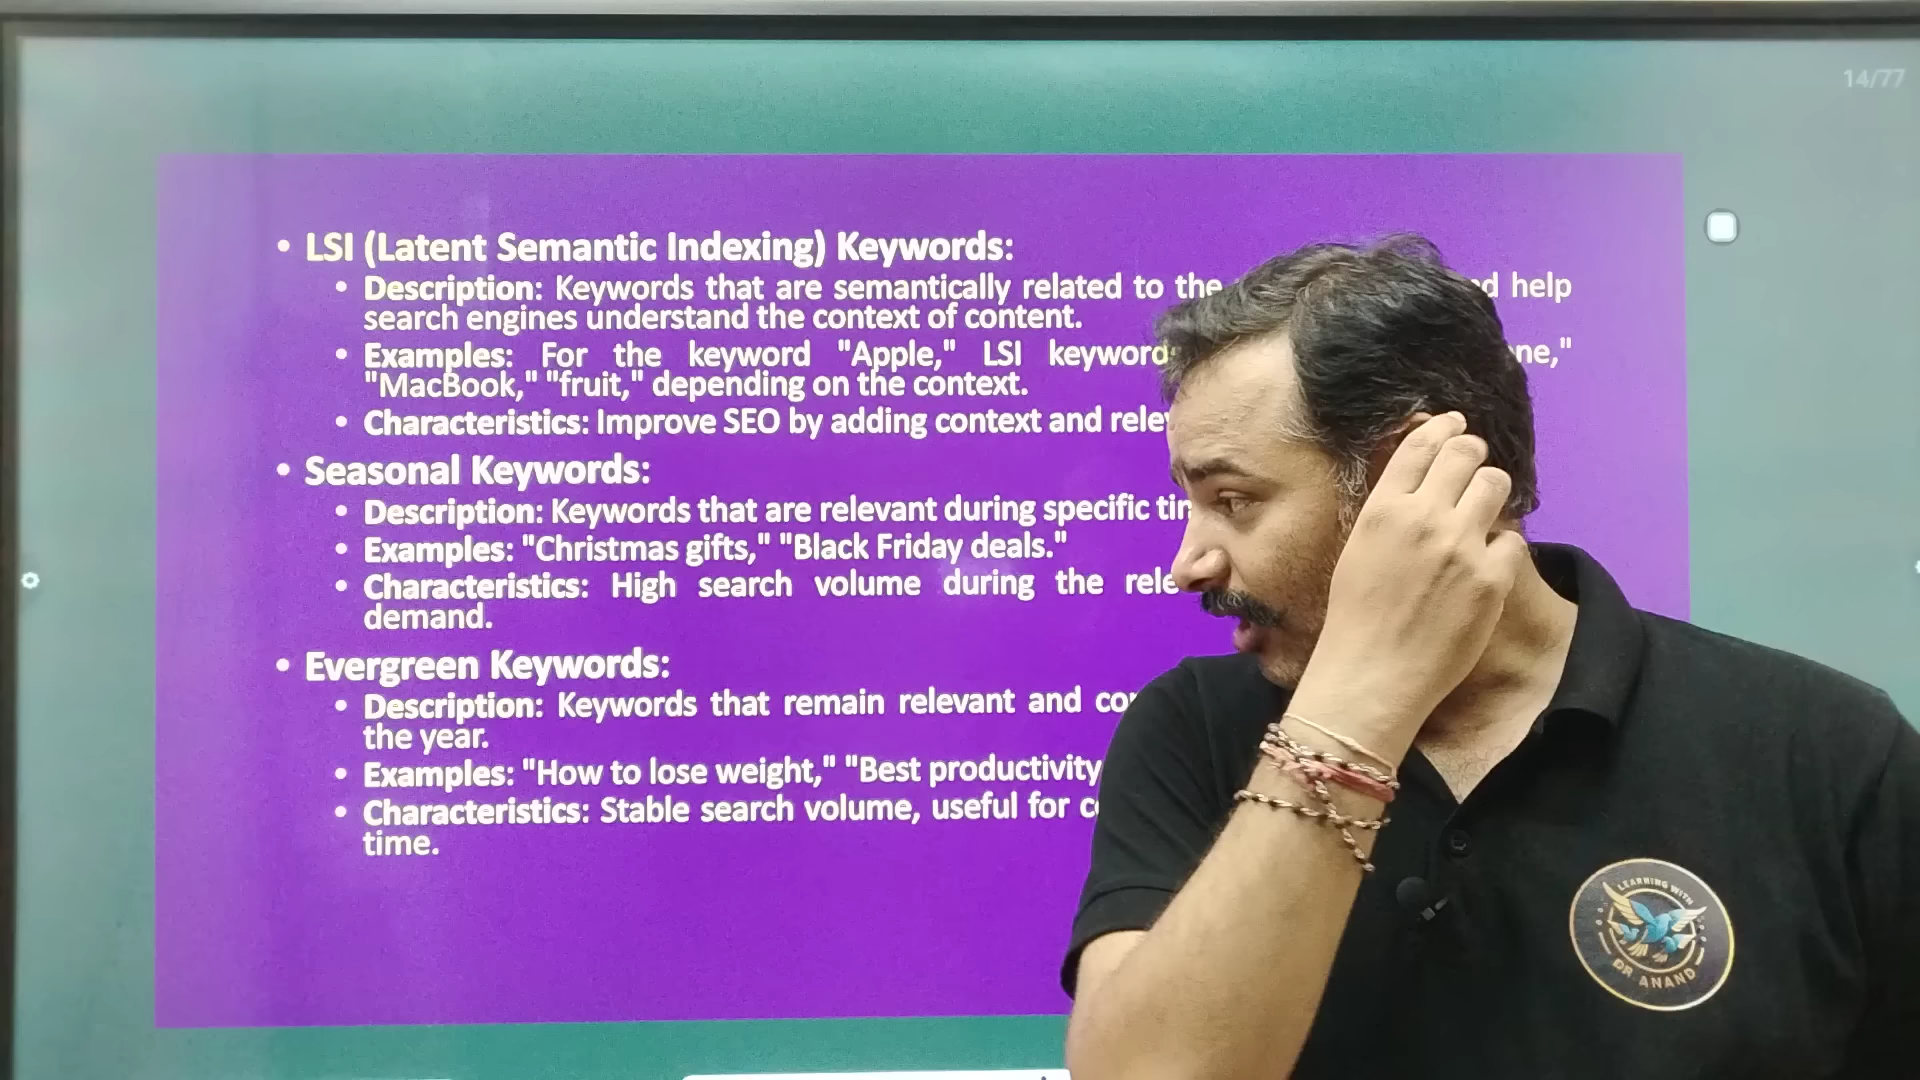 14/77
• LSI (Latent Semantic Indexing) Keywords:
• Description: Keywords that are semantically related to the help
search engines understand the context of content.
• Examples: For the keyword "Apple," LSI
"MacBook," "fruit," depending on the context.
• Characteristics: Improve SEO by adding context and
• Seasonal Keywords:
• Description: Keywords that are relevant during specific
• Examples: "Christmas gifts," "Black Friday deals."
• Characteristics: High search volume during the
demand.
• Evergreen Keywords:
• Description: Keywords that remain relevant and
the year.
• Examples: "How to lose weight," "Best productivity
• Characteristics: Stable search volume, useful for
time.
LEARNING WITH
DR. ANAND